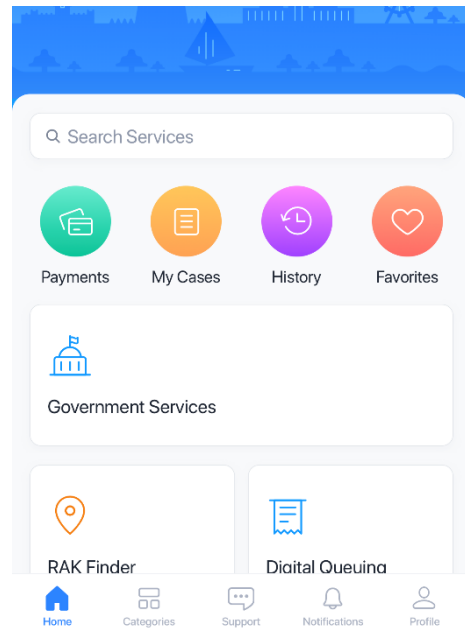 Search Services
Payments My Cases History Favorites
Government Services
RAK Finder Digital Queuing
Home Categories Support Notifications Profile